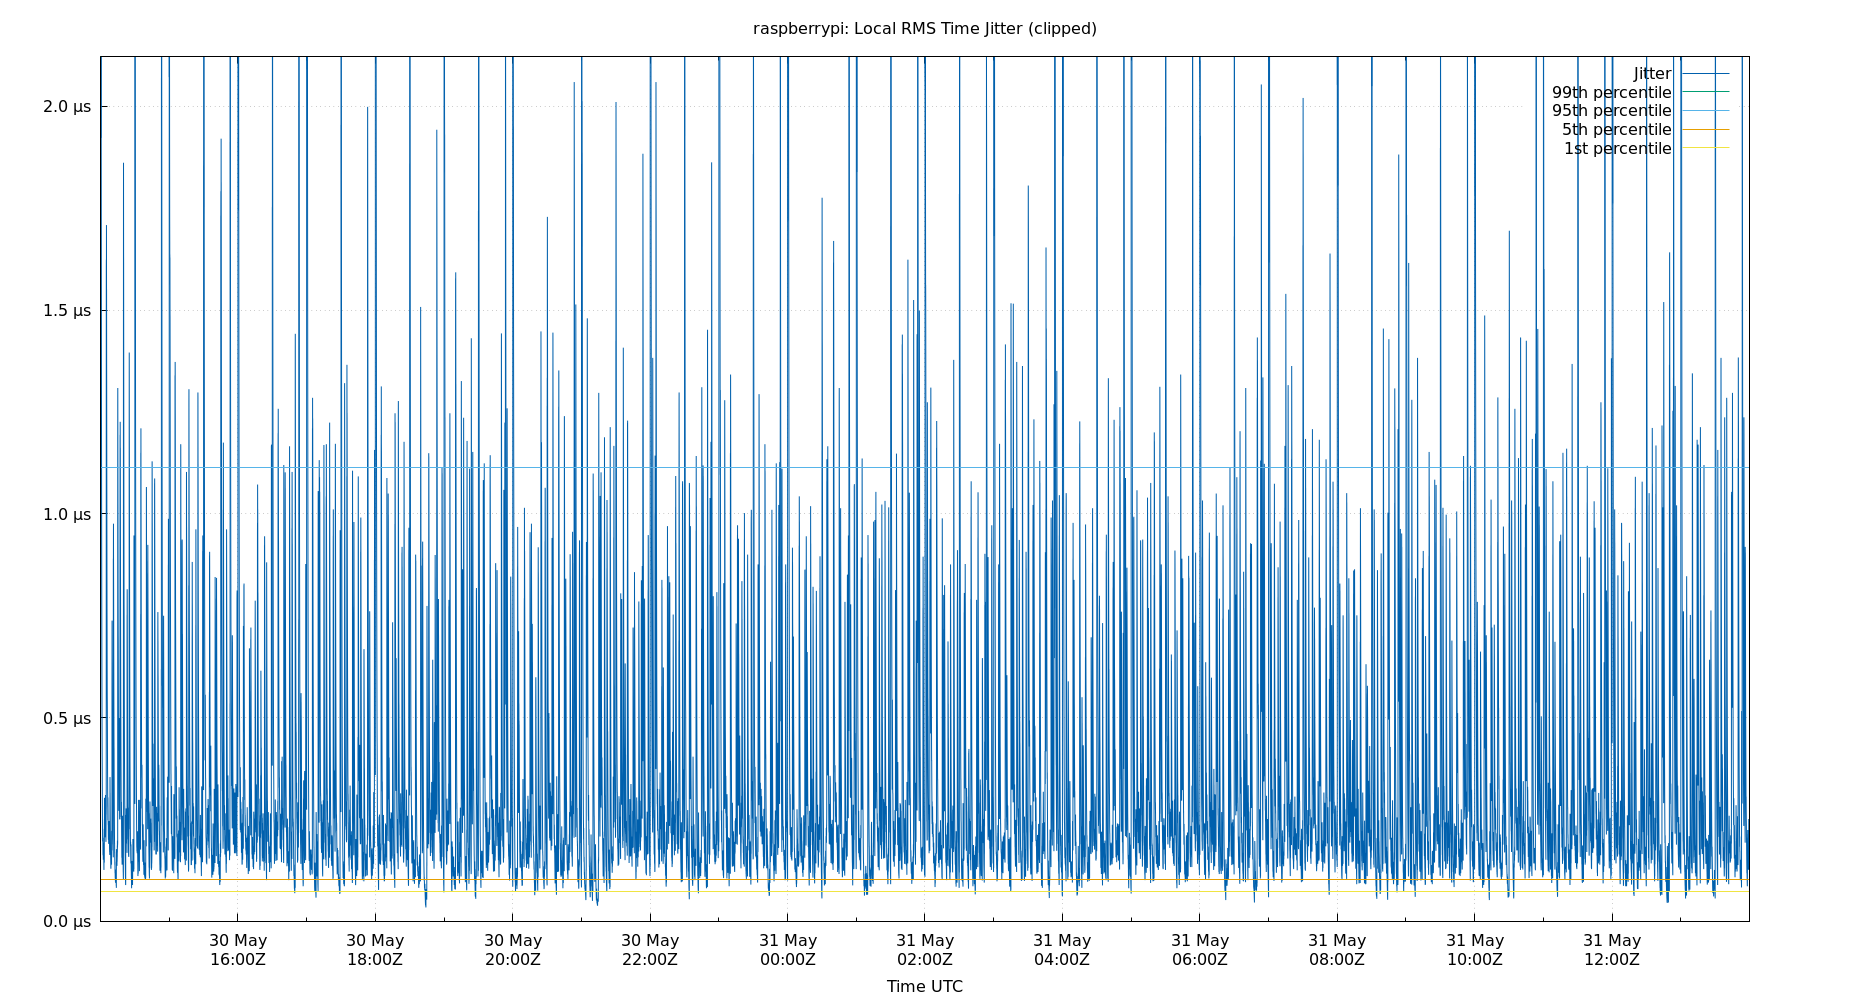 raspberrypi: Local RMS Time Jitter (clipped)
Jitter
99th percentile
95th percentile
5th percentile
1st percentile
2.0 µs
1.5 µs
1.0 µs
0.5 µs
0.0 µs
30 May 30 May 30 May 30 May 31 May 31 May 31 May 31 May 31 May 31 May 31 May
16:00Z 18:00Z 20:00Z 22:00Z 00:00Z 02:00Z 04:00Z 06:00Z 08:00Z 10:00Z 12:00Z
Time UTC